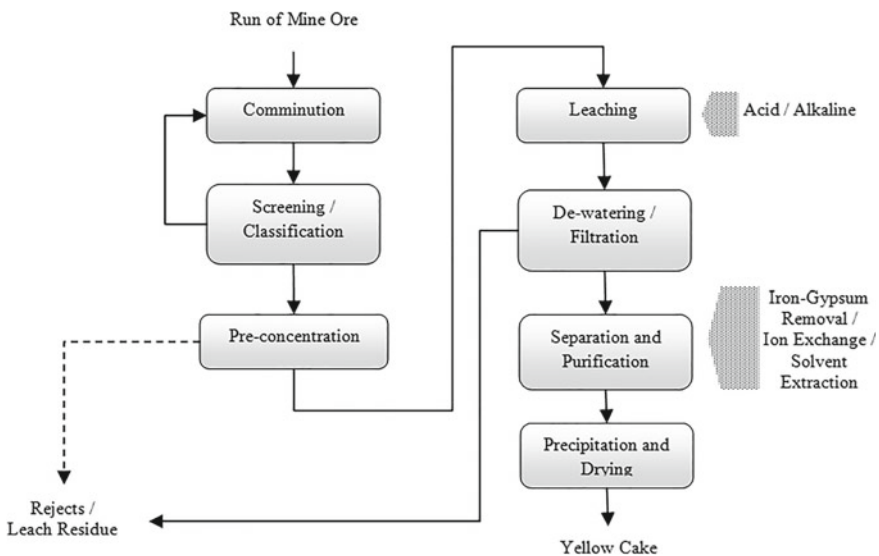 Run of Mine Ore
Comminution
Screening /
Classification
Pre-concentration
Rejects /
Leach Residue
Leaching
Acid / Alkaline
De-watering /
Filtration
Separation and
Purification
Iron-Gypsum
Removal /
Ion Exchange /
Solvent
Extraction
Precipitation and
Drying
Yellow Cake